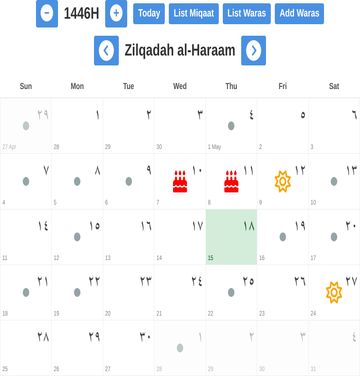 − 1446H + Today List Miqaat List Waras Add Waras
Zilqadah al-Haraam
Sun Mon Tue Wed Thu Fri Sat
٢٩ ١ ٢ ٣ ٤ ٥ ٦
27 Apr 28 29 30 1 May 2 3
٧ ٨ ٩ ١٠ ١١ ١٢ ١٣
4 5 6 7 8 9 10
١٤ ١٥ ١٦ ١٧ ١٨ ١٩ ٢٠
11 12 13 14 15 16 17
٢١ ٢٢ ٢٣ ٢٤ ٢٥ ٢٦ ٢٧
18 19 20 21 22 23 24
٢٨ ٢٩ ٣٠ ١ ٢ ٣ ٤
25 26 27 28 29 30 31